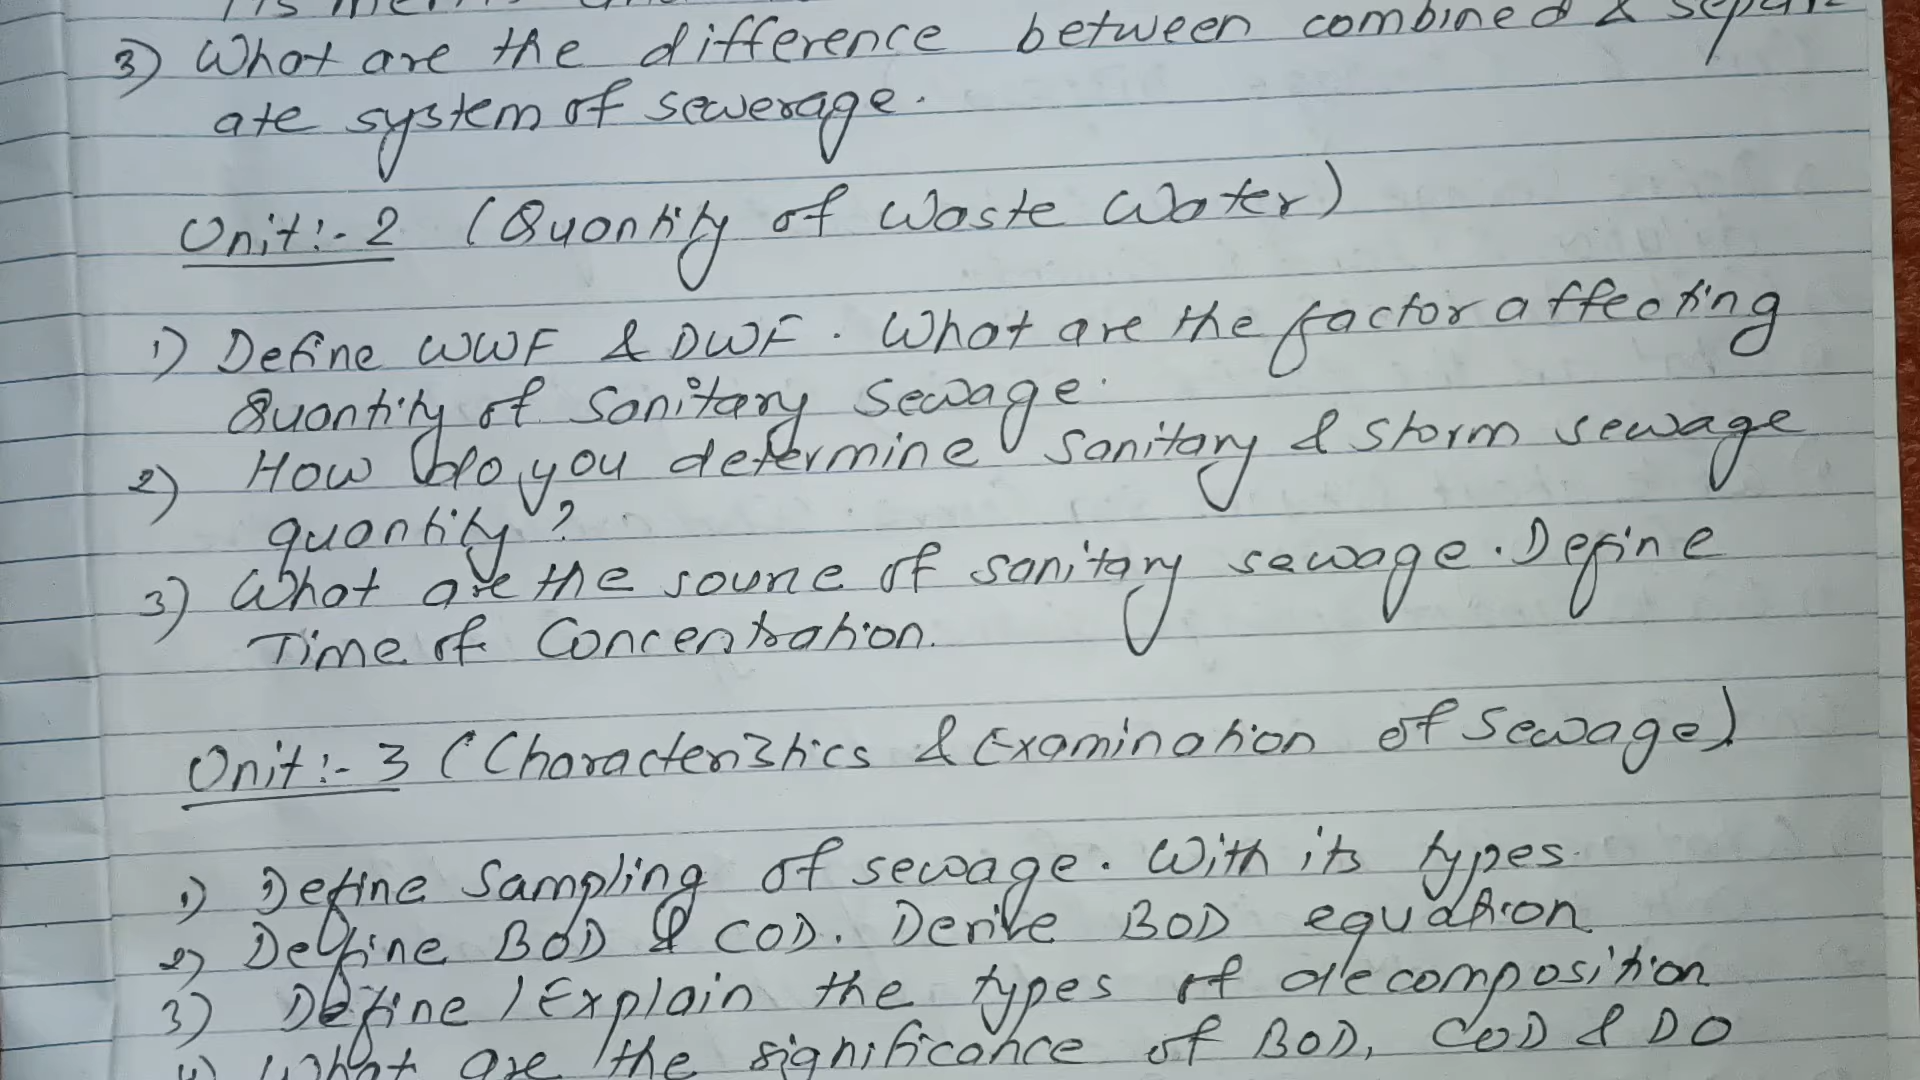 3) What are the difference between combined & separ
ate system of sewerage.
Unit:- 2 (Quantity of Waste Water)
1) Define WWF & DWF. What are the factor affecting
Quantity of Sanitary Sewage.
2) How do you determine sanitary & storm sewage
quantity?
3) What are the source of sanitary sewage. Define
Time of Concentration.
Unit:- 3 (Characteristics & Examination of Sewage)
1) Define Sampling of sewage. With its types.
2) Define BOD & COD. Derive BOD equation
3) Define / Explain the types of decomposition
4) What are the significance of BOD, COD & DO